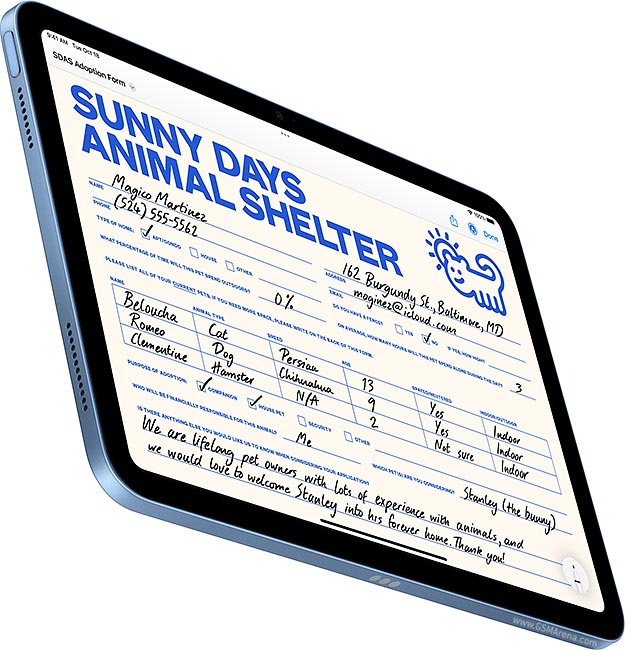 9:41 AM Tue Oct 18
100%
SDAS Adoption Form
Done
SUNNY DAYS
ANIMAL SHELTER
NAME Magico Martinez
PHONE (524) 555-5562
ADDRESS 162 Burgundy St., Baltimore, MD
EMAIL maginez@icloud.com
TYPE OF HOME: APT/CONDO HOUSE OTHER
DO YOU HAVE A FENCE? YES NO IF YES, HOW HIGH?
WHAT PERCENTAGE OF TIME WILL THIS PET SPEND OUTDOORS? 0%
ON AVERAGE, HOW MANY HOURS WILL THIS PET SPEND ALONE DURING THE DAY? 3
PLEASE LIST ALL OF YOUR CURRENT PETS. IF YOU NEED MORE SPACE, PLEASE WRITE ON THE BACK OF THIS FORM.
NAME ANIMAL TYPE BREED AGE SPAYED/NEUTERED INDOOR/OUTDOOR
Beloucha Cat Persian 13 Yes Indoor
Romeo Dog Chihuahua 9 Yes Indoor
Clementine Hamster N/A 2 Not sure Indoor
PURPOSE OF ADOPTION: COMPANION HOUSE PET SECURITY OTHER
WHO WILL BE FINANCIALLY RESPONSIBLE FOR THIS ANIMAL? Me
WHICH PET(S) ARE YOU CONSIDERING? Stanley (the bunny)
IS THERE ANYTHING ELSE YOU WOULD LIKE US TO KNOW WHEN CONSIDERING YOUR APPLICATION?
We are lifelong pet owners with lots of experience with animals, and
we would love to welcome Stanley into his forever home. Thank you!
www.GSMArena.com